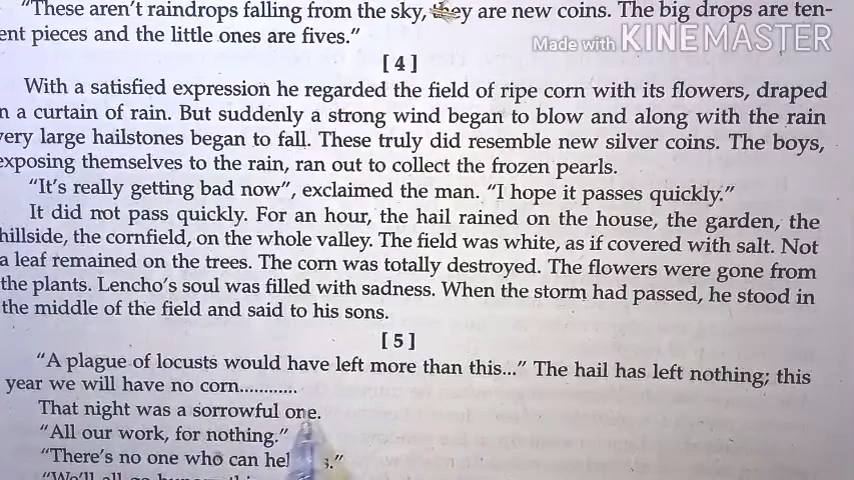 "These aren't raindrops falling from the sky, they are new coins. The big drops are ten-
ent pieces and the little ones are fives."
Made with KINEMASTER
[ 4 ]
With a satisfied expression he regarded the field of ripe corn with its flowers, draped
n a curtain of rain. But suddenly a strong wind began to blow and along with the rain
very large hailstones began to fall. These truly did resemble new silver coins. The boys,
exposing themselves to the rain, ran out to collect the frozen pearls.
"It's really getting bad now", exclaimed the man. "I hope it passes quickly."
It did not pass quickly. For an hour, the hail rained on the house, the garden, the
hillside, the cornfield, on the whole valley. The field was white, as if covered with salt. Not
a leaf remained on the trees. The corn was totally destroyed. The flowers were gone from
the plants. Lencho's soul was filled with sadness. When the storm had passed, he stood in
the middle of the field and said to his sons.
[ 5 ]
"A plague of locusts would have left more than this..." The hail has left nothing; this
year we will have no corn............
That night was a sorrowful one.
"All our work, for nothing."
"There's no one who can hel s."
"We'll all go